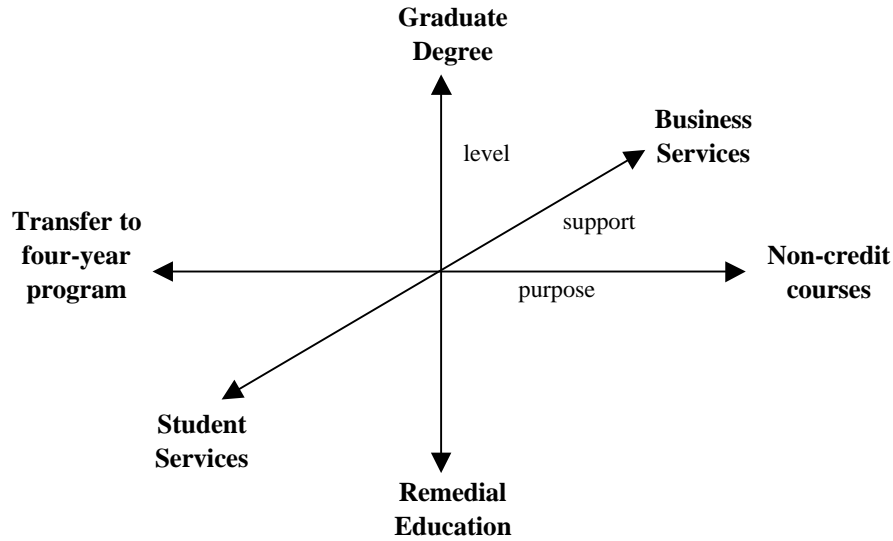 Graduate
Degree
Business
Services
level
Transfer to
four-year
program
support
Non-credit
courses
purpose
Student
Services
Remedial
Education